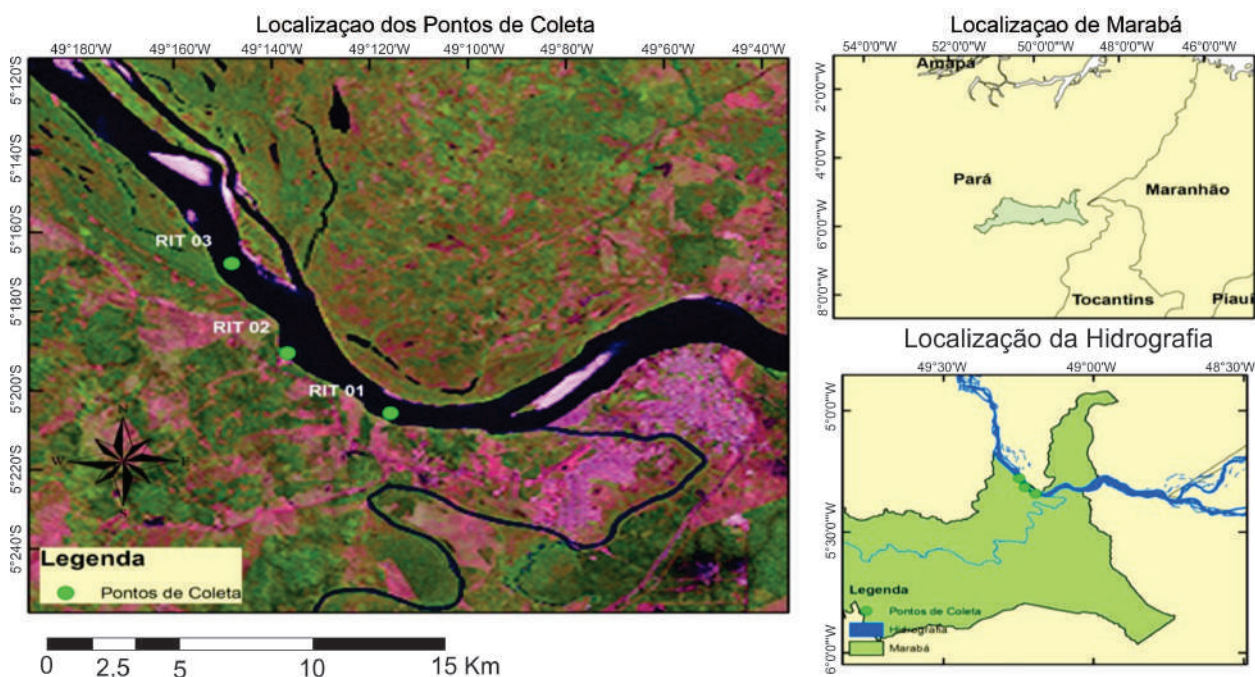 Localizaçao dos Pontos de Coleta
49°180'W 49°160'W 49°140'W 49°120'W 49°100'W 49°80'W 49°60'W 49°40'W
5°120'S
5°140'S
5°160'S
5°180'S
5°200'S
5°220'S
5°240'S
RIT 03
RIT 02
RIT 01
N
W E
S
Legenda
Pontos de Coleta
0 2,5 5 10 15 Km
Localizaçao de Marabá
54°0'0"W 52°0'0"W 50°0'0"W 48°0'0"W 46°0'0"W
2°0'0"W
4°0'0"W
6°0'0"W
8°0'0"W
Amapá
Pará
Maranhão
Tocantins
Piauí
Localização da Hidrografia
49°30'W 49°0'0"W 48°30'W
5°0'0"W
5°30'0"W
6°0'0"W
Legenda
Pontos de Coleta
Hidrografia
Marabá